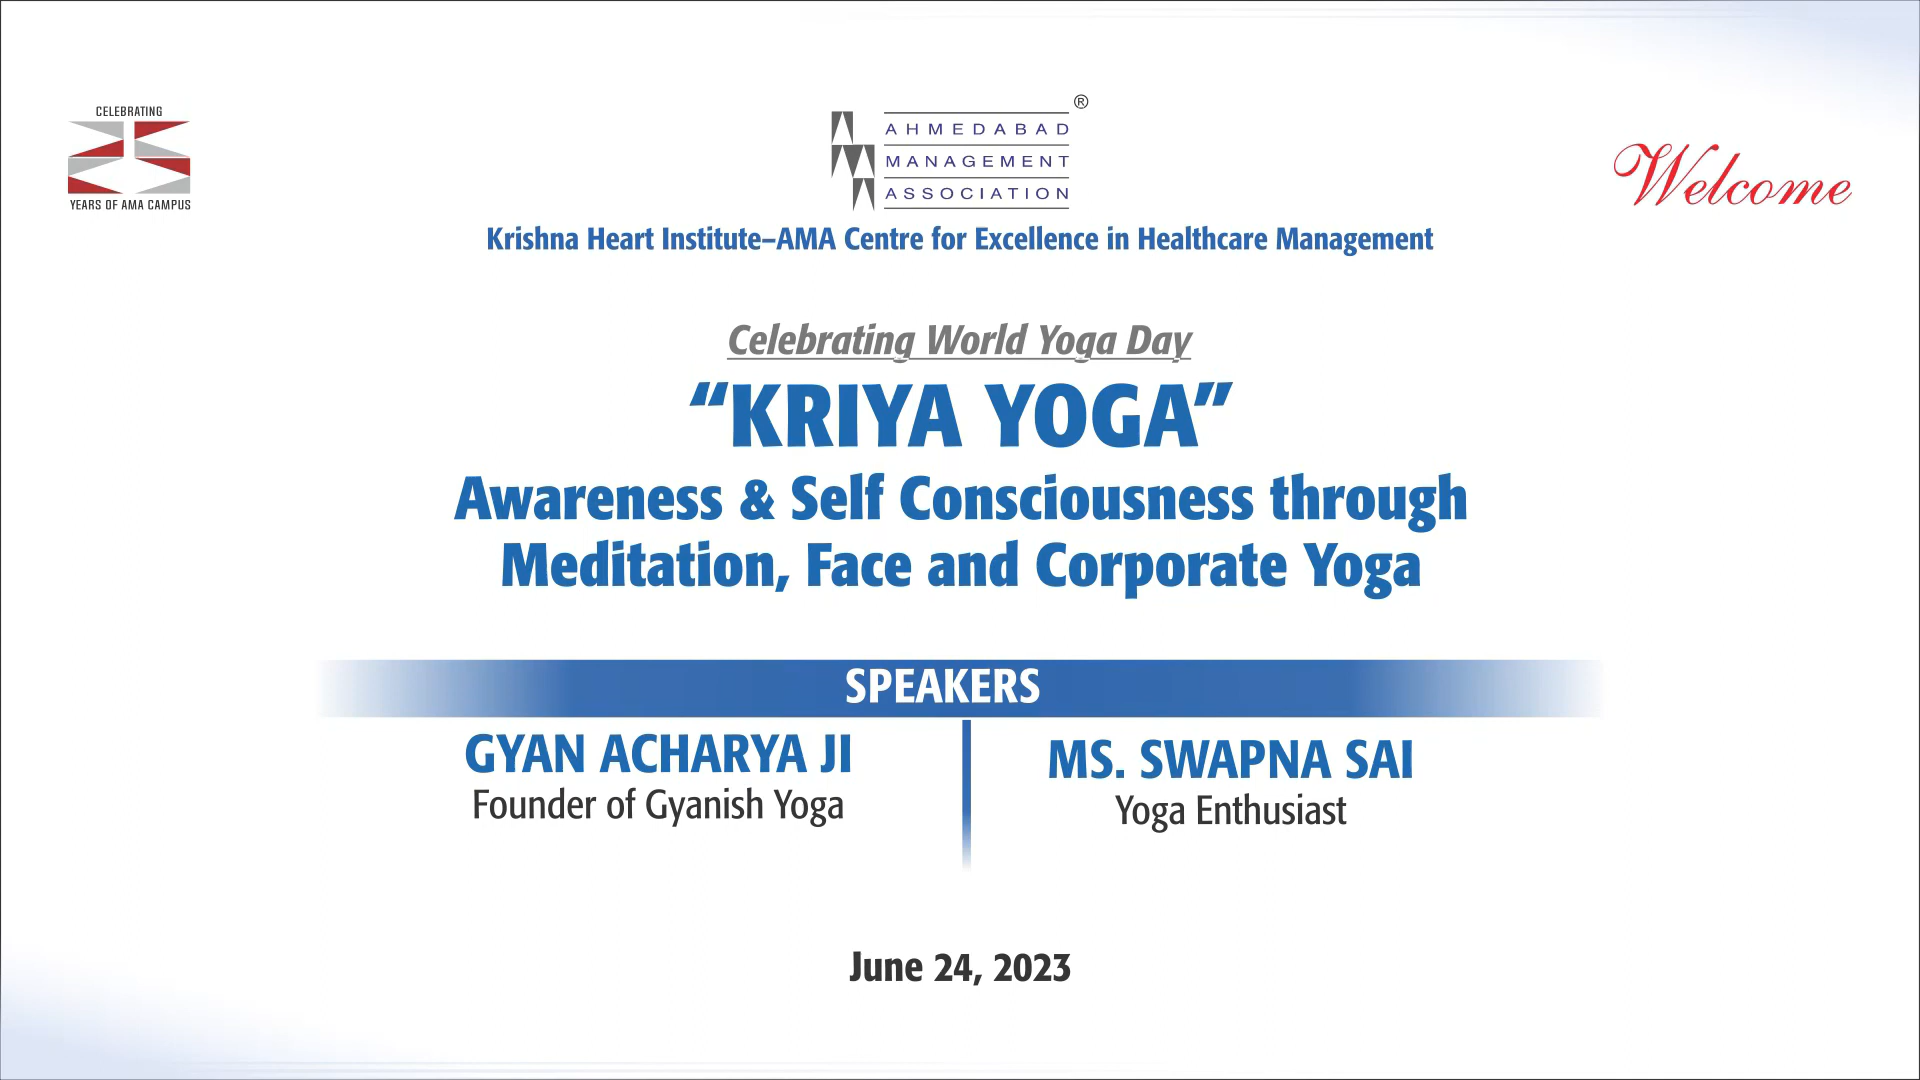 CELEBRATING
YEARS OF AMA CAMPUS
AHMEDABAD ®
MANAGEMENT
ASSOCIATION
Welcome
Krishna Heart Institute–AMA Centre for Excellence in Healthcare Management
Celebrating World Yoga Day
“KRIYA YOGA”
Awareness & Self Consciousness through
Meditation, Face and Corporate Yoga
SPEAKERS
GYAN ACHARYA JI
Founder of Gyanish Yoga
MS. SWAPNA SAI
Yoga Enthusiast
June 24, 2023